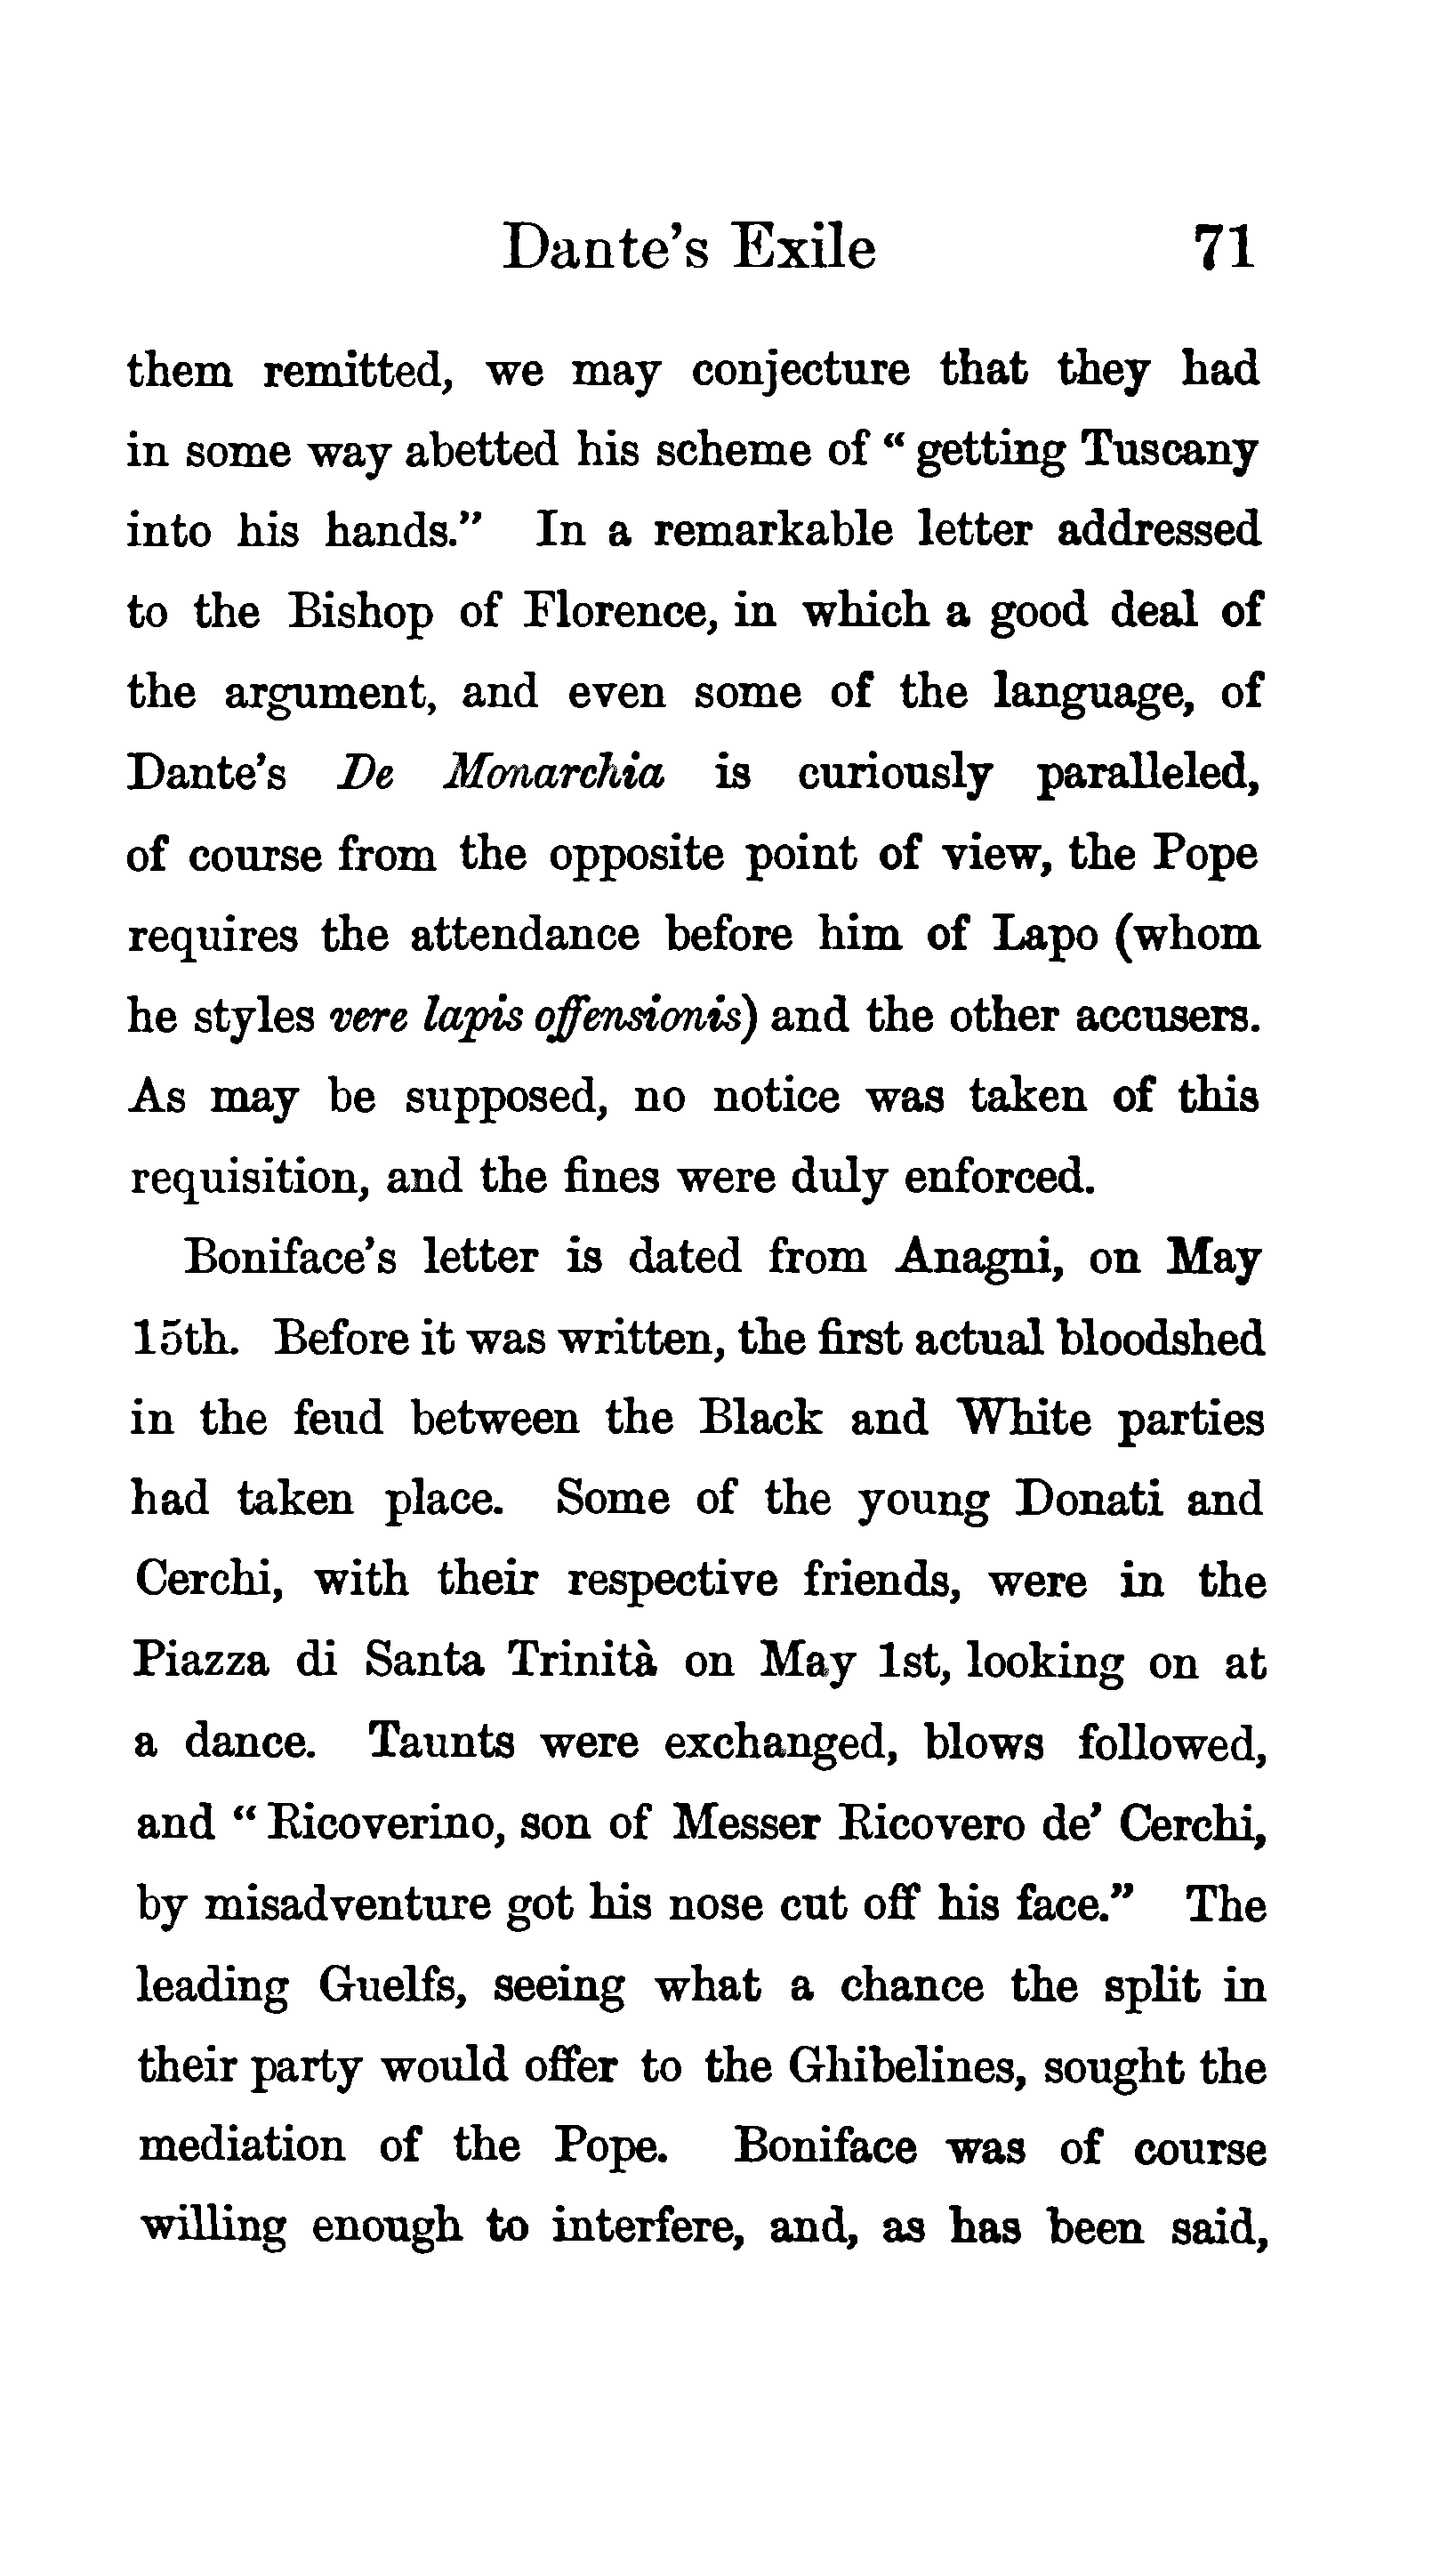 Dante's Exile 71
them remitted, we may conjecture that they had
in some way abetted his scheme of “ getting Tuscany
into his hands.” In a remarkable letter addressed
to the Bishop of Florence, in which a good deal of
the argument, and even some of the language, of
Dante's De Monarchia is curiously paralleled,
of course from the opposite point of view, the Pope
requires the attendance before him of Lapo (whom
he styles vere lapis offensionis) and the other accusers.
As may be supposed, no notice was taken of this
requisition, and the fines were duly enforced.
Boniface's letter is dated from Anagni, on May
15th. Before it was written, the first actual bloodshed
in the feud between the Black and White parties
had taken place. Some of the young Donati and
Cerchi, with their respective friends, were in the
Piazza di Santa Trinità on May 1st, looking on at
a dance. Taunts were exchanged, blows followed,
and “ Ricoverino, son of Messer Ricovero de' Cerchi,
by misadventure got his nose cut off his face.” The
leading Guelfs, seeing what a chance the split in
their party would offer to the Ghibelines, sought the
mediation of the Pope. Boniface was of course
willing enough to interfere, and, as has been said,